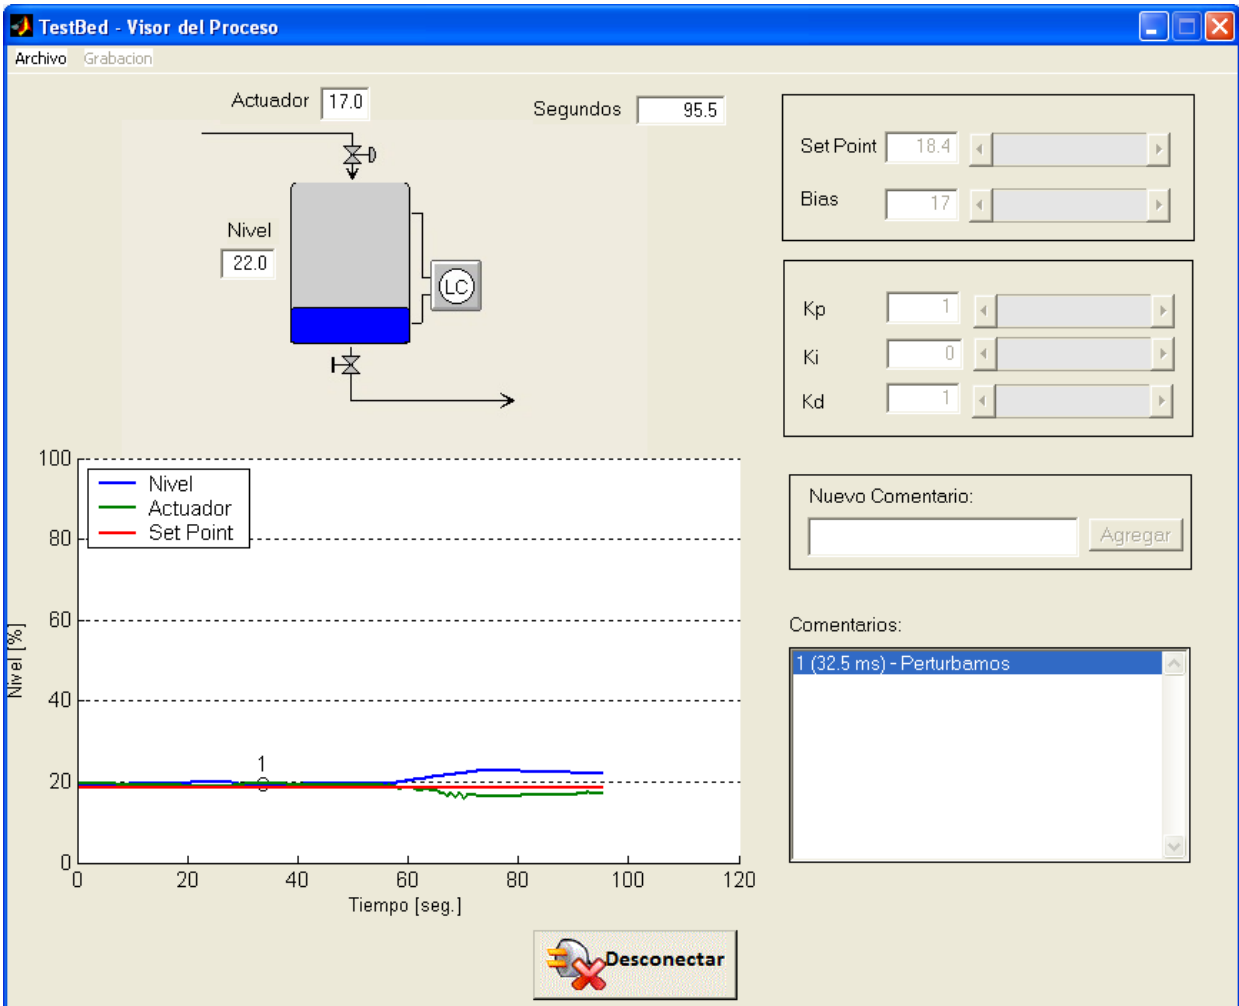 TestBed - Visor del Proceso
Archivo Grabacion
Actuador 17.0
Segundos 95.5
Nivel
22.0
LC
Set Point 18.4
Bias 17
Kp 1
Ki 0
Kd 1
Nuevo Comentario:
Agregar
Comentarios:
1 (32.5 ms) - Perturbamos
Nivel
Actuador
Set Point
100
80
60
40
20
0
Nivel [%]
1
0 20 40 60 80 100 120
Tiempo [seg.]
Desconectar